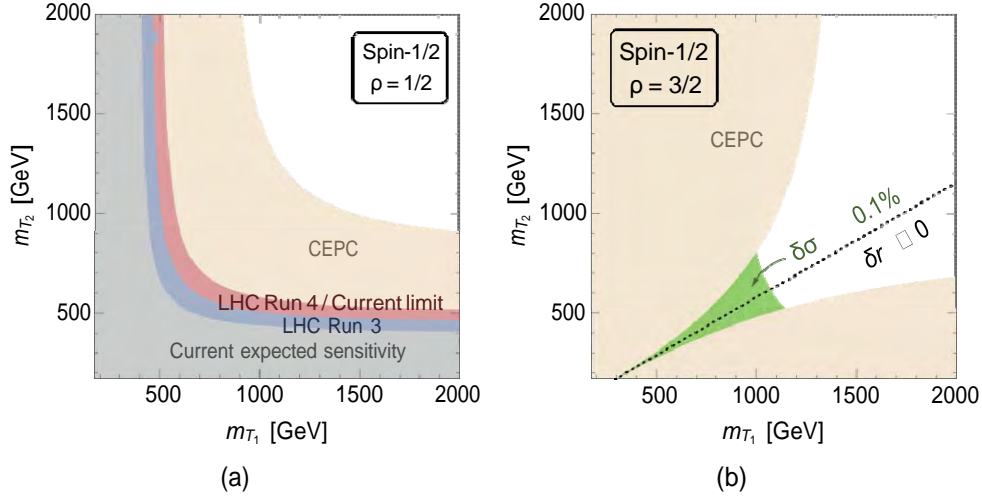 2000
1500
1000
500
m_{T_2} [GeV]
Spin-1/2
ρ = 1/2
CEPC
LHC Run 4 / Current limit
LHC Run 3
Current expected sensitivity
500
1000
1500
2000
m_{T_1} [GeV]
(a)
2000
1500
1000
500
m_{T_2} [GeV]
Spin-1/2
ρ = 3/2
CEPC
0.1%
δσ
δr □ 0
500
1000
1500
2000
m_{T_1} [GeV]
(b)